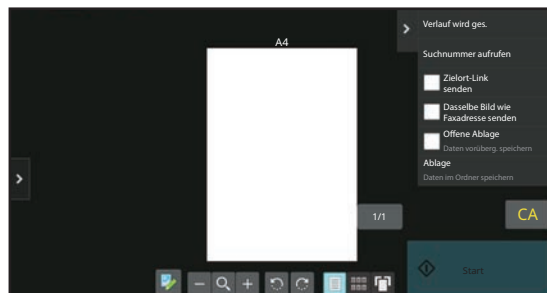 A4
1/1
Verlauf wird ges.
Suchnummer aufrufen
Zielort-Link
senden
Dasselbe Bild wie
Faxadresse senden
Offene Ablage
Daten vorüberg. speichern
Ablage
Daten im Ordner speichern
CA
Start